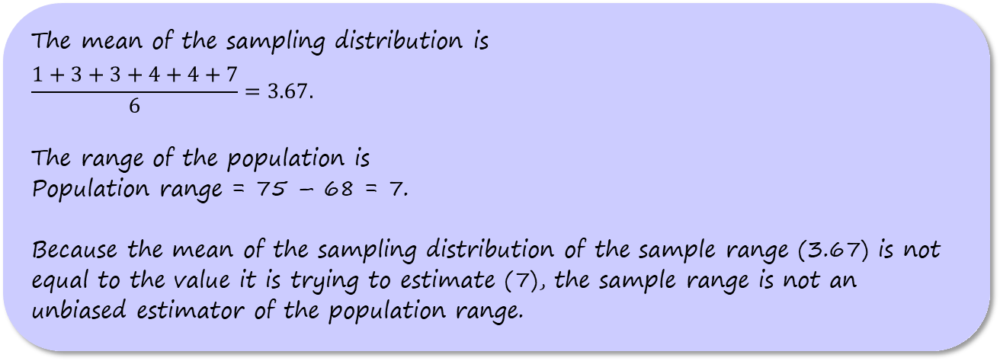 The mean of the sampling distribution is
1 + 3 + 3 + 4 + 4 + 7
6
= 3.67.
The range of the population is
Population range = 75 – 68 = 7.
Because the mean of the sampling distribution of the sample range (3.67) is not
equal to the value it is trying to estimate (7), the sample range is not an
unbiased estimator of the population range.